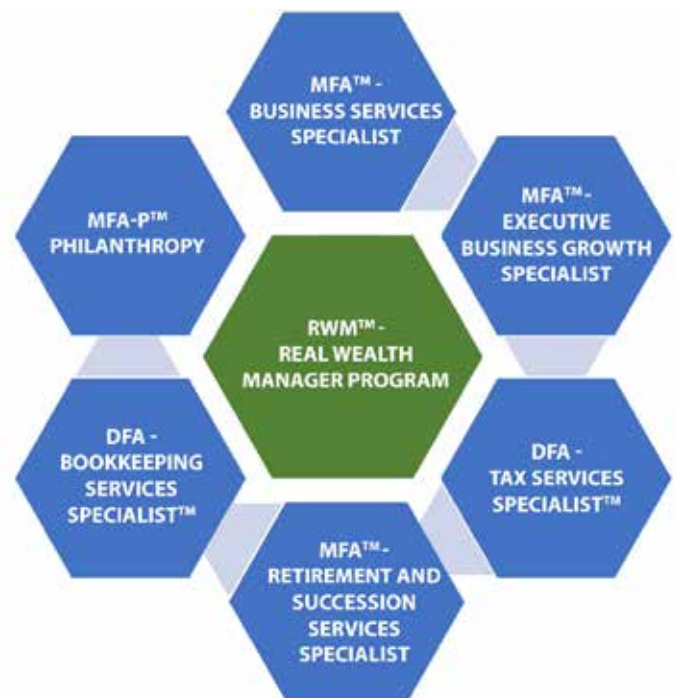 MFA™ -
BUSINESS SERVICES
SPECIALIST
MFA™ -
EXECUTIVE
BUSINESS GROWTH
SPECIALIST
MFA-P™
PHILANTHROPY
RWM™ -
REAL WEALTH
MANAGER PROGRAM
DFA -
BOOKKEEPING
SERVICES
SPECIALIST™
DFA -
TAX SERVICES
SPECIALIST™
MFA™ -
RETIREMENT AND
SUCCESSION
SERVICES
SPECIALIST